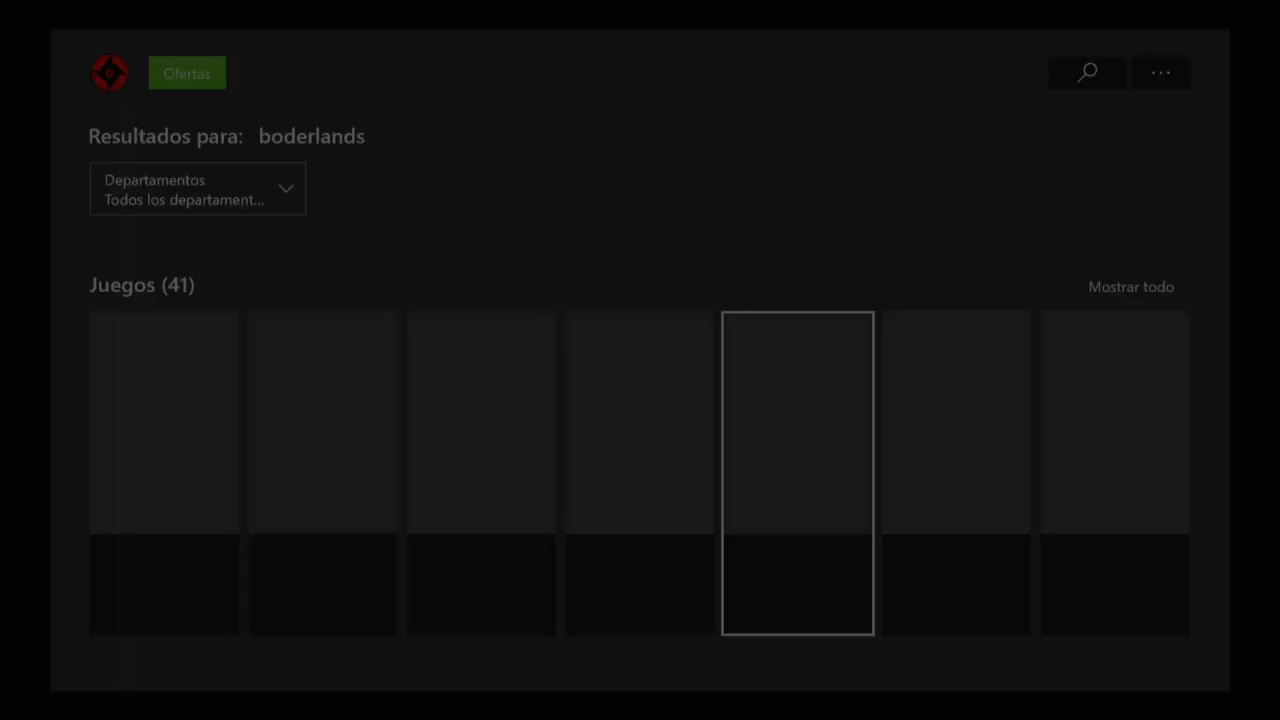 Ofertas
Resultados para: boderlands
Departamentos
Todos los departament...
Juegos (41)
Mostrar todo